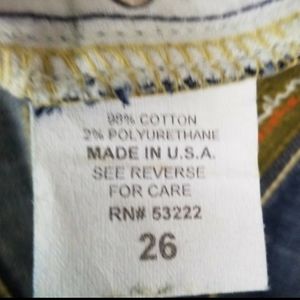 98% COTTON
2% POLYURETHANE
MADE IN U.S.A.
SEE REVERSE
FOR CARE
RN# 53222
26